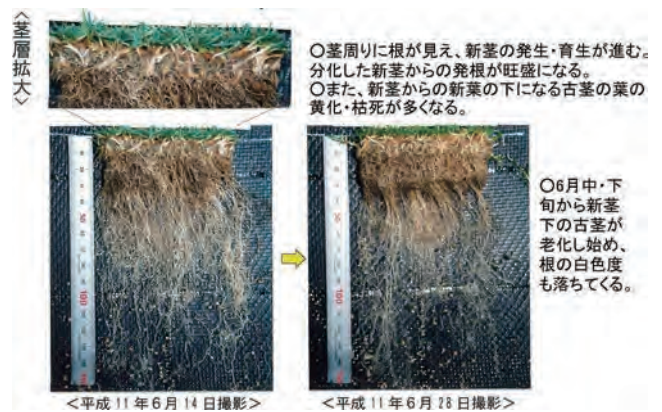 〈茎層拡大〉
○茎周りに根が見え、新茎の発生・育生が進む。
分化した新茎からの発根が旺盛になる。
○また、新茎からの新葉の下になる古茎の葉の
黄化・枯死が多くなる。
○6月中・下
旬から新茎
下の古茎が
老化し始め、
根の白色度
も落ちてくる。
50
100
50
100
<平成11年6月14日撮影>
<平成11年6月28日撮影>